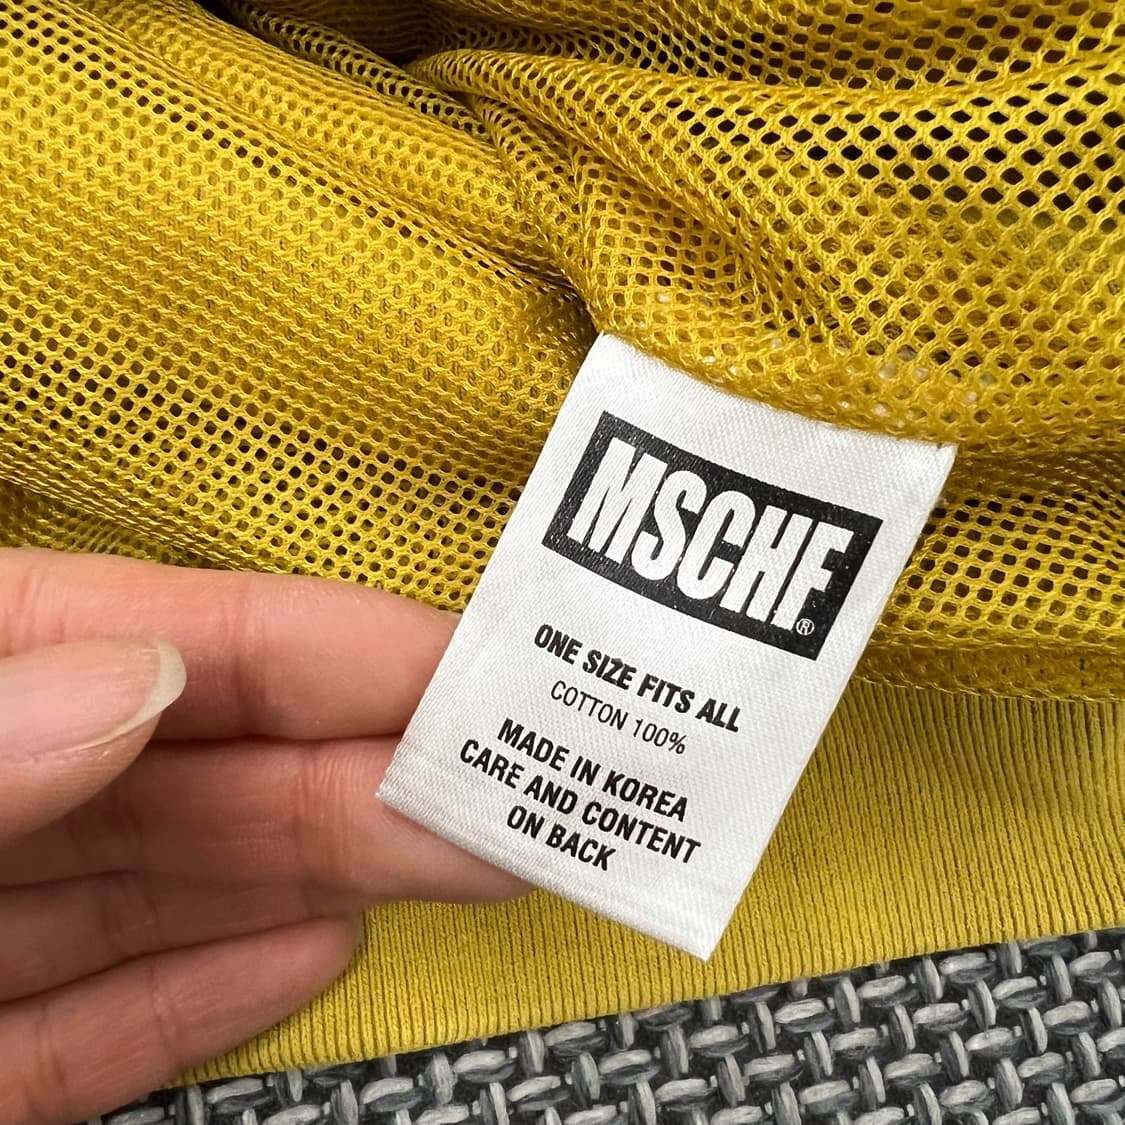 MSCHF®
ONE SIZE FITS ALL
COTTON 100%
MADE IN KOREA
CARE AND CONTENT
ON BACK